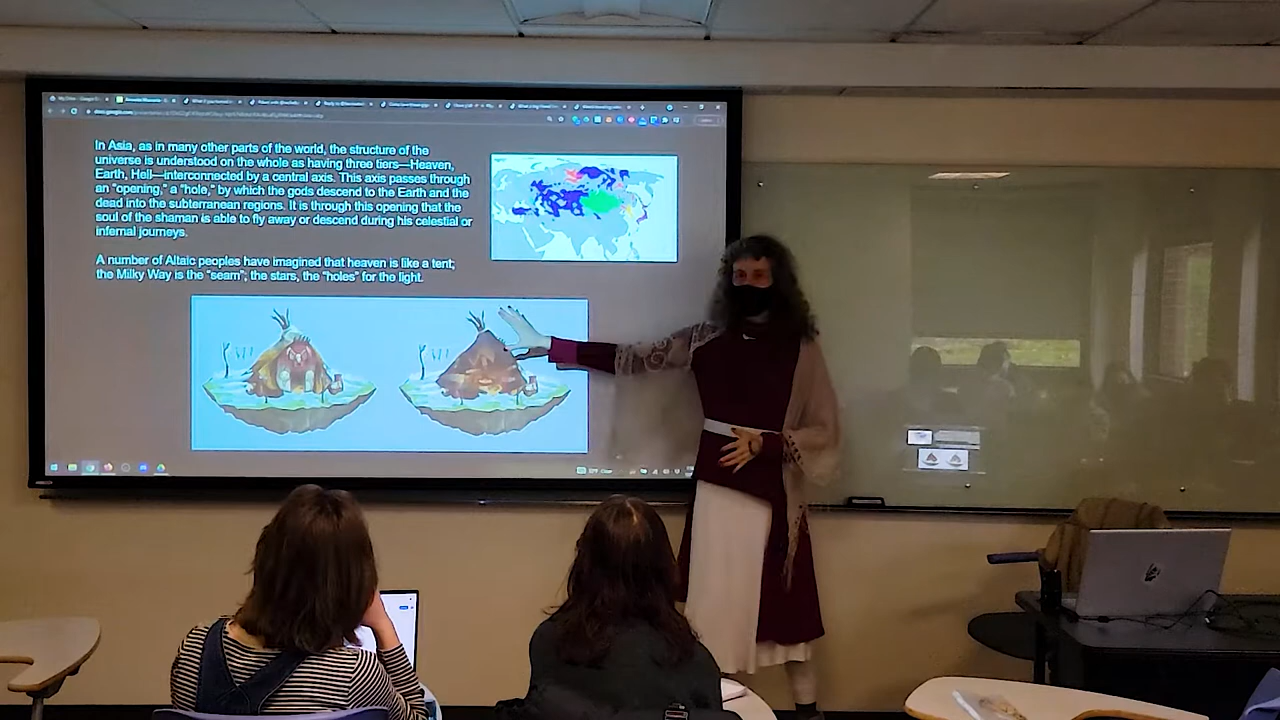 In Asia, as in many other parts of the world, the structure of the
universe is understood on the whole as having three tiers—Heaven,
Earth, Hell—interconnected by a central axis. This axis passes through
an “opening,” a “hole,” by which the gods descend to the Earth and the
dead into the subterranean regions. It is through this opening that the
soul of the shaman is able to fly away or descend during his celestial or
infernal journeys.
A number of Altaic peoples have imagined that heaven is like a tent;
the Milky Way is the “seam”; the stars, the “holes” for the light.